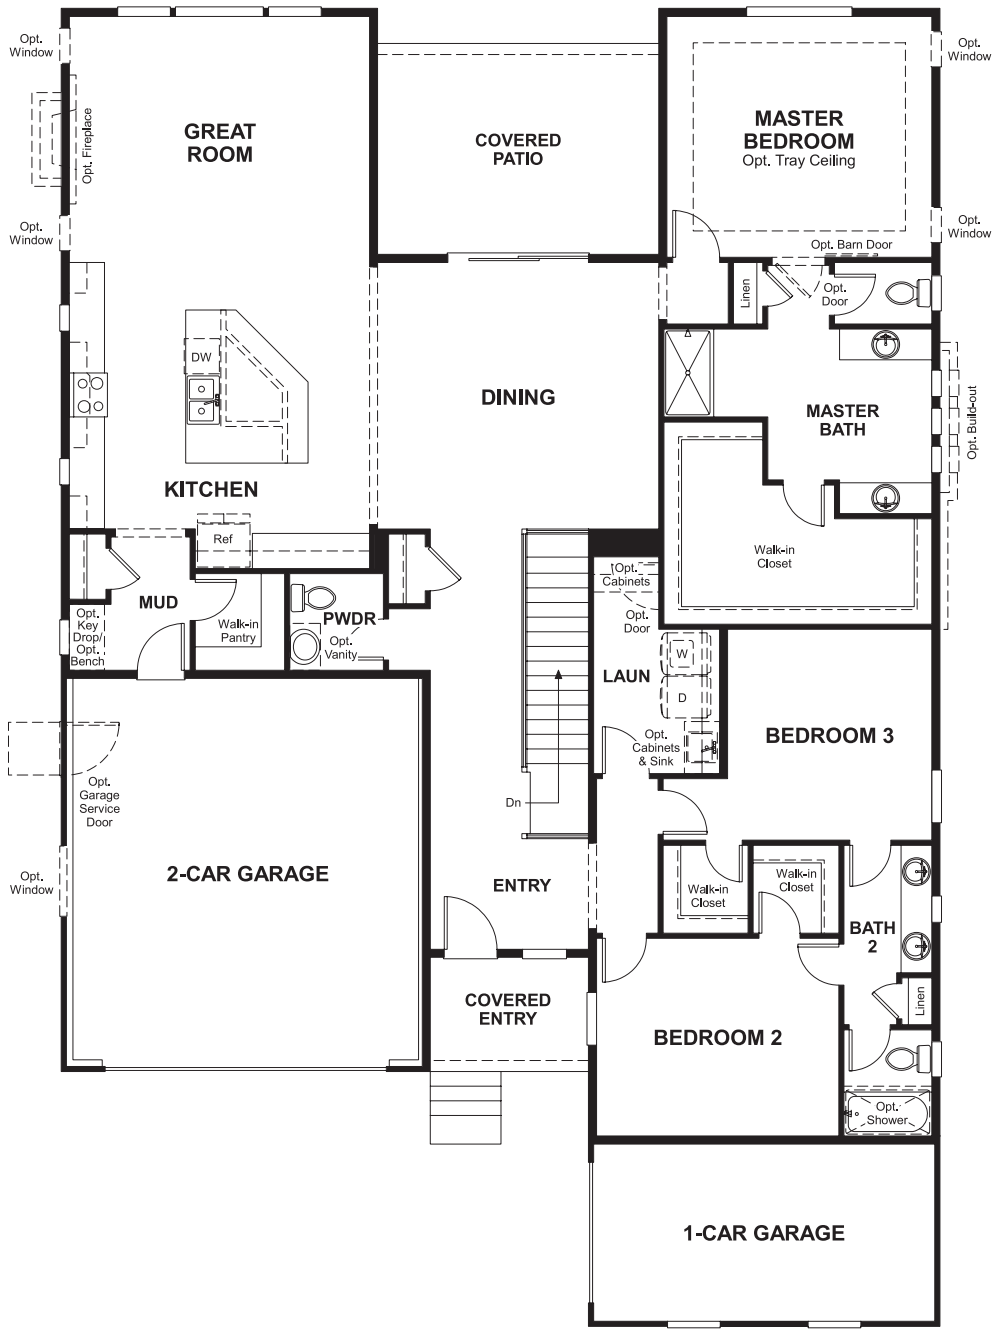 Opt.
Window
Opt. Fireplace
Opt.
Window
GREAT
ROOM
COVERED
PATIO
MASTER
BEDROOM
Opt. Tray Ceiling
Opt.
Window
Opt.
Window
Opt. Barn Door
Linen
Opt.
Door
DW
DINING
MASTER
BATH
Opt. Build-out
KITCHEN
Ref
Walk-in
Closet
MUD
Opt.
Key
Drop/
Opt.
Bench
Walk-in
Pantry
PWDR
Opt.
Vanity
Opt.
Cabinets
Opt.
Door
W
LAUN
D
Opt.
Cabinets
& Sink
BEDROOM 3
Opt.
Garage
Service
Door
Dn
Opt.
Window
2-CAR GARAGE
ENTRY
Walk-in
Closet
Walk-in
Closet
BATH
2
Linen
COVERED
ENTRY
BEDROOM 2
Opt.
Shower
1-CAR GARAGE